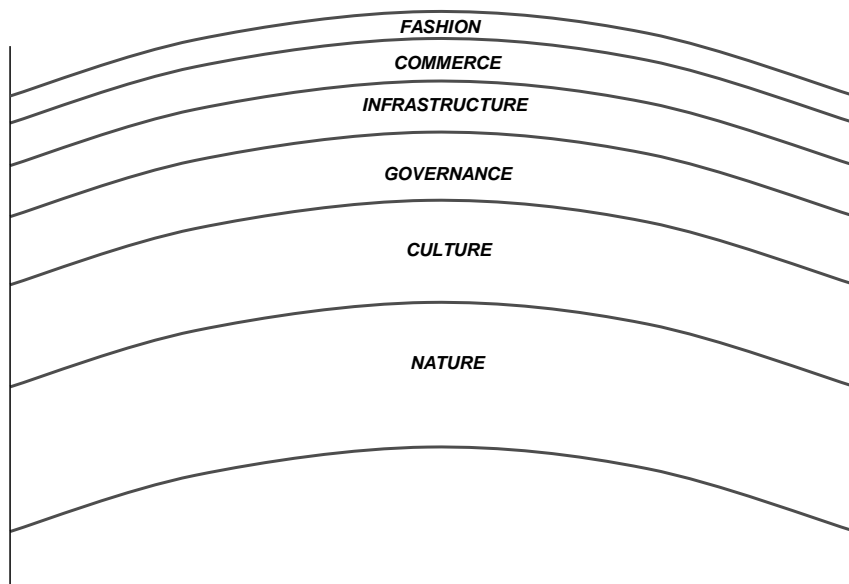 FASHION
COMMERCE
INFRASTRUCTURE
GOVERNANCE
CULTURE
NATURE